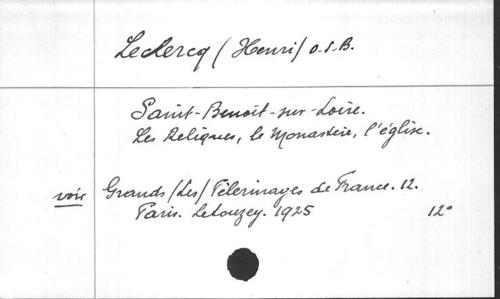 Leclercq (Henri) O.S.B.
Saint-Benoît-sur-Loire.
Les Reliques, le Monastère, l'église.
voir Grands (Les) Pèlerinages de France. 12.
Paris. Letouzey. 1925 12°